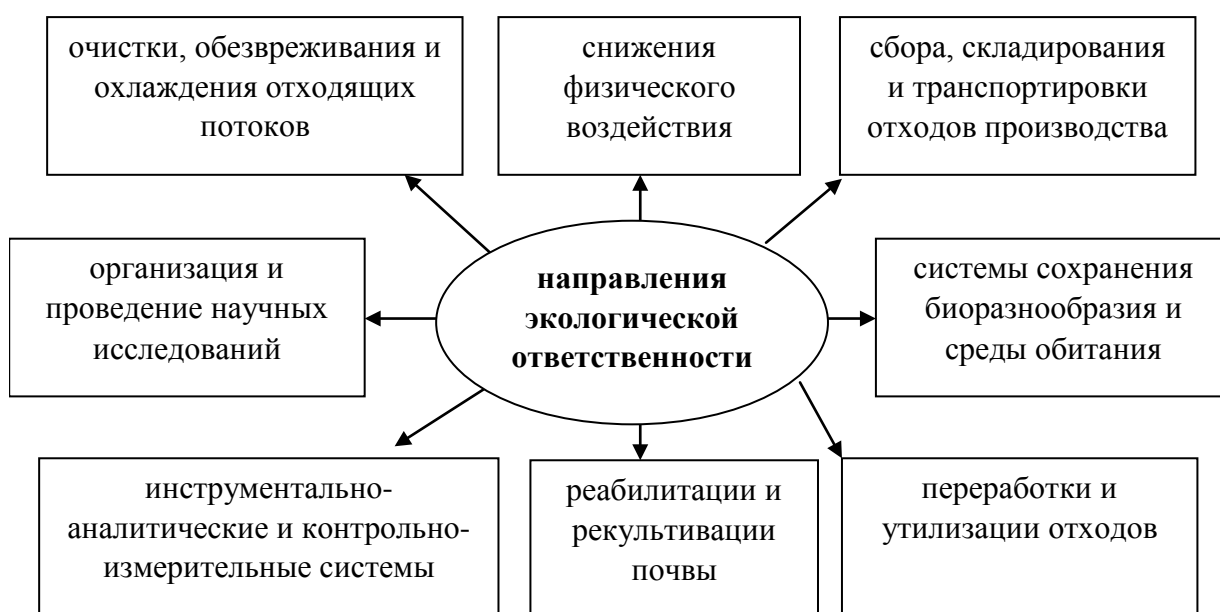 очистки, обезвреживания и
охлаждения отходящих
потоков
снижения
физического
воздействия
сбора, складирования
и транспортировки
отходов производства
организация и
проведение научных
исследований
направления
экологической
ответственности
системы сохранения
биоразнообразия и
среды обитания
инструментально-
аналитические и контрольно-
измерительные системы
реабилитации и
рекультивации
почвы
переработки и
утилизации отходов